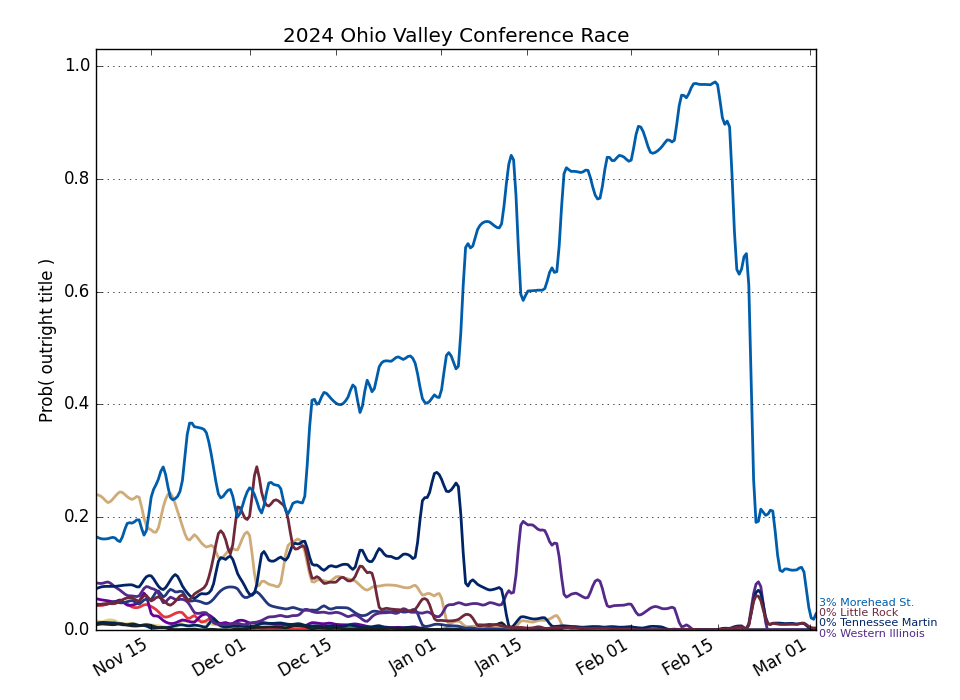 2024 Ohio Valley Conference Race
Prob( outright title )
1.0
0.8
0.6
0.4
0.2
0.0
Nov 15
Dec 01
Dec 15
Jan 01
Jan 15
Feb 01
Feb 15
Mar 01
3% Morehead St.
0% Little Rock
0% Tennessee Martin
0% Western Illinois